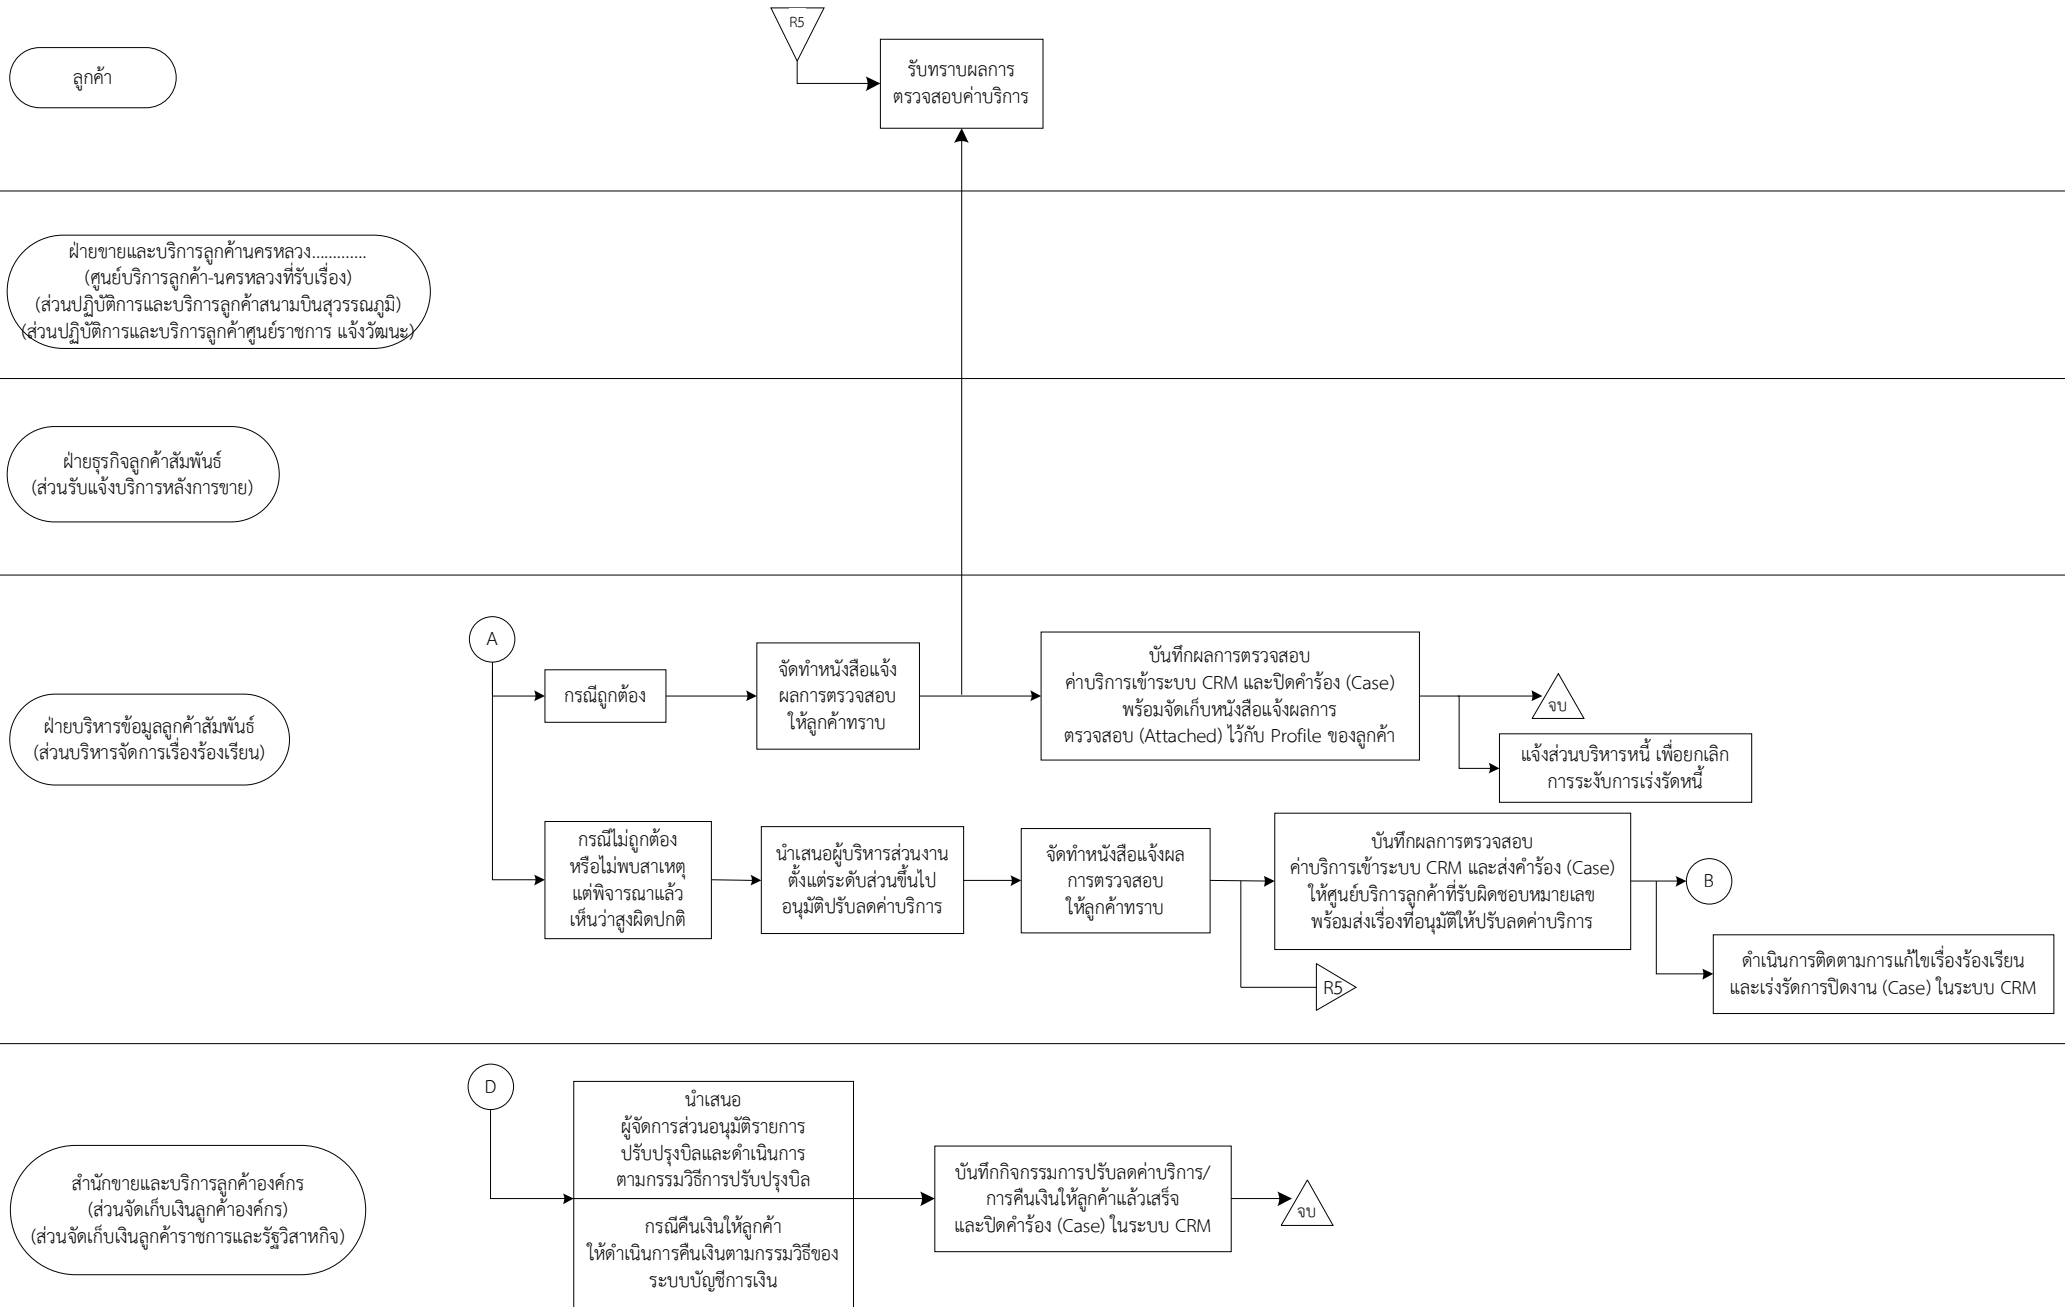 R5
ลูกค้า
รับทราบผลการ
ตรวจสอบค่าบริการ
ฝ่ายขายและบริการลูกค้านครหลวง.............
(ศูนย์บริการลูกค้า-นครหลวงที่รับเรื่อง)
(ส่วนปฏิบัติการและบริการลูกค้าสนามบินสุวรรณภูมิ)
(ส่วนปฏิบัติการและบริการลูกค้าศูนย์ราชการ แจ้งวัฒนะ)
ฝ่ายธุรกิจลูกค้าสัมพันธ์
(ส่วนรับแจ้งบริการหลังการขาย)
ฝ่ายบริหารข้อมูลลูกค้าสัมพันธ์
(ส่วนบริหารจัดการเรื่องร้องเรียน)
A
กรณีถูกต้อง
จัดทำหนังสือแจ้ง
ผลการตรวจสอบ
ให้ลูกค้าทราบ
บันทึกผลการตรวจสอบ
ค่าบริการเข้าระบบ CRM และปิดคำร้อง (Case)
พร้อมจัดเก็บหนังสือแจ้งผลการ
ตรวจสอบ (Attached) ไว้กับ Profile ของลูกค้า
จบ
แจ้งส่วนบริหารหนี้ เพื่อยกเลิก
การระงับการเร่งรัดหนี้
กรณีไม่ถูกต้อง
หรือไม่พบสาเหตุ
แต่พิจารณาแล้ว
เห็นว่าสูงผิดปกติ
นำเสนอผู้บริหารส่วนงาน
ตั้งแต่ระดับส่วนขึ้นไป
อนุมัติปรับลดค่าบริการ
จัดทำหนังสือแจ้งผล
การตรวจสอบ
ให้ลูกค้าทราบ
บันทึกผลการตรวจสอบ
ค่าบริการเข้าระบบ CRM และส่งคำร้อง (Case)
ให้ศูนย์บริการลูกค้าที่รับผิดชอบหมายเลข
พร้อมส่งเรื่องที่อนุมัติให้ปรับลดค่าบริการ
B
R5
ดำเนินการติดตามการแก้ไขเรื่องร้องเรียน
และเร่งรัดการปิดงาน (Case) ในระบบ CRM
สำนักขายและบริการลูกค้าองค์กร
(ส่วนจัดเก็บเงินลูกค้าองค์กร)
(ส่วนจัดเก็บเงินลูกค้าราชการและรัฐวิสาหกิจ)
D
นำเสนอ
ผู้จัดการส่วนอนุมัติรายการ
ปรับปรุงบิลและดำเนินการ
ตามกรรมวิธีการปรับปรุงบิล
กรณีคืนเงินให้ลูกค้า
ให้ดำเนินการคืนเงินตามกรรมวิธีของ
ระบบบัญชีการเงิน
บันทึกกิจกรรมการปรับลดค่าบริการ/
การคืนเงินให้ลูกค้าแล้วเสร็จ
และปิดคำร้อง (Case) ในระบบ CRM
จบ